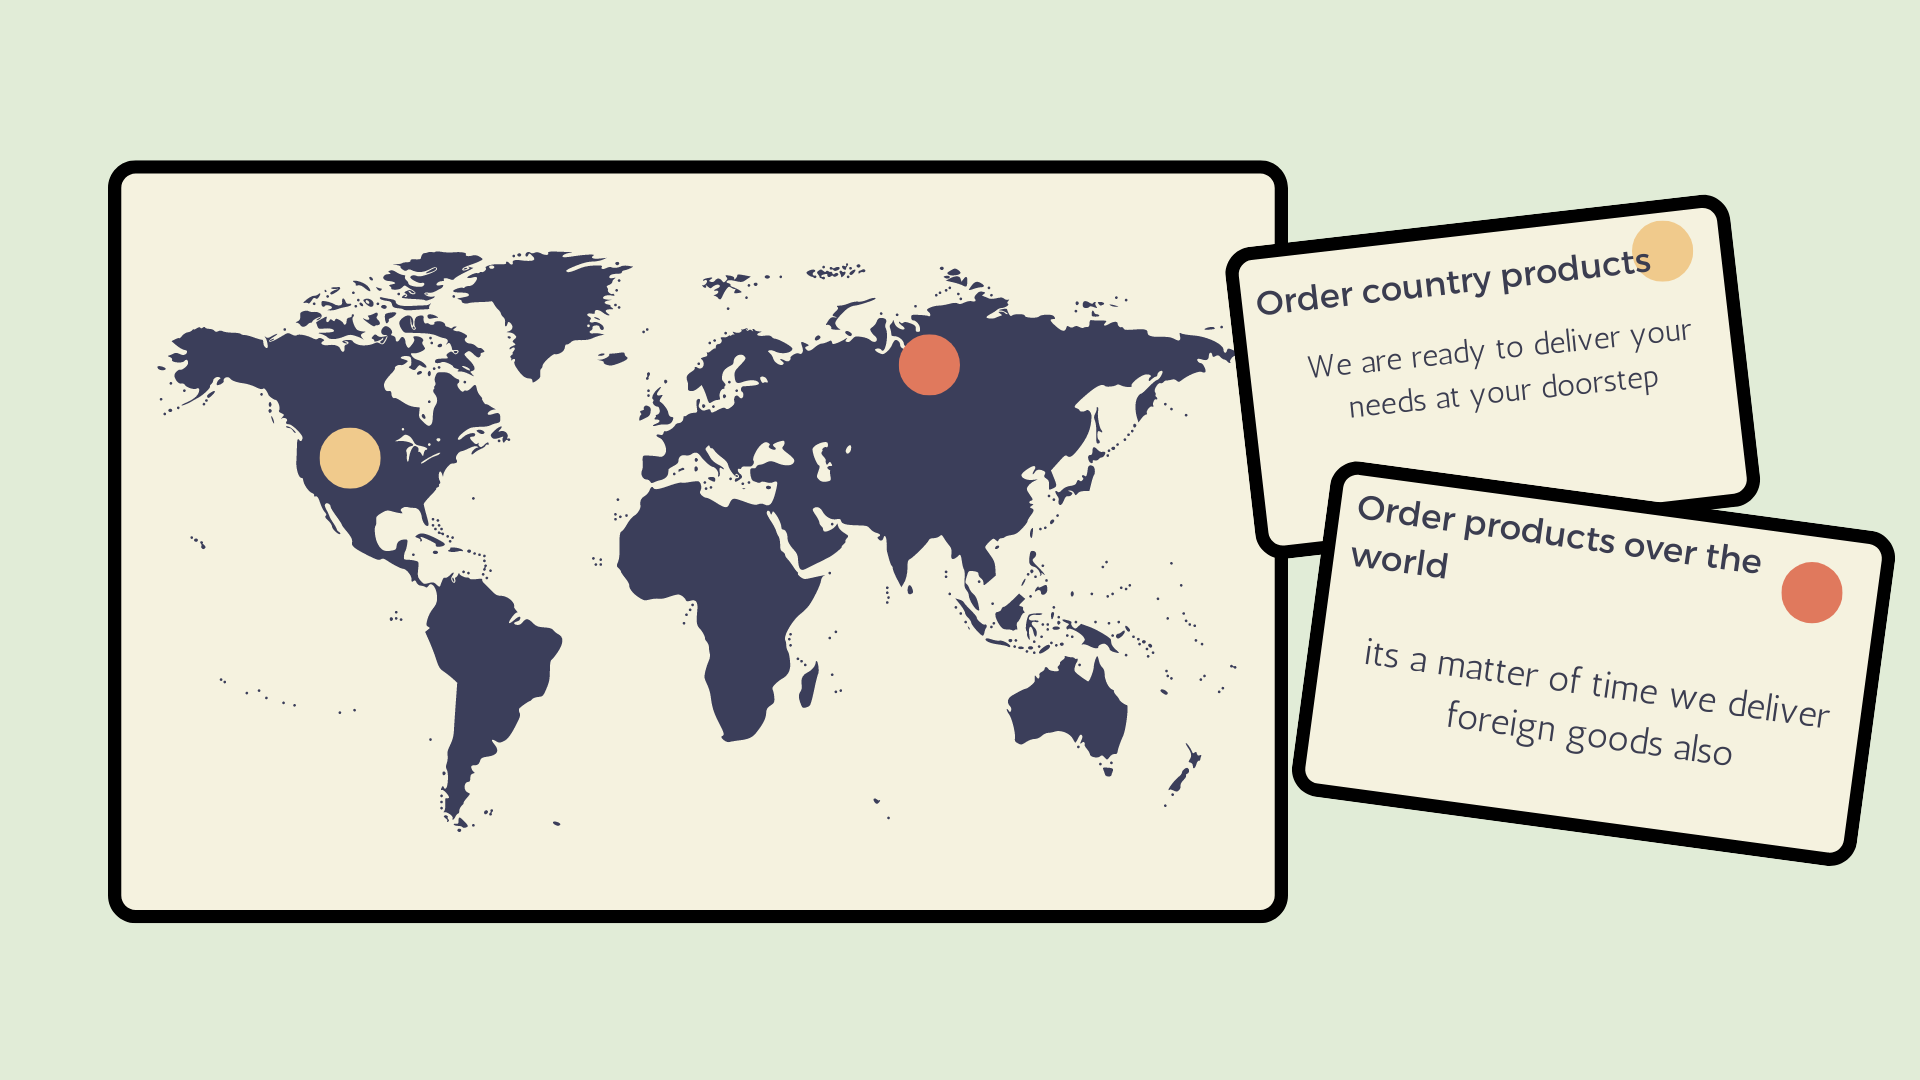 Order country products
We are ready to deliver your
needs at your doorstep
Order products over the
world
its a matter of time we deliver
foreign goods also